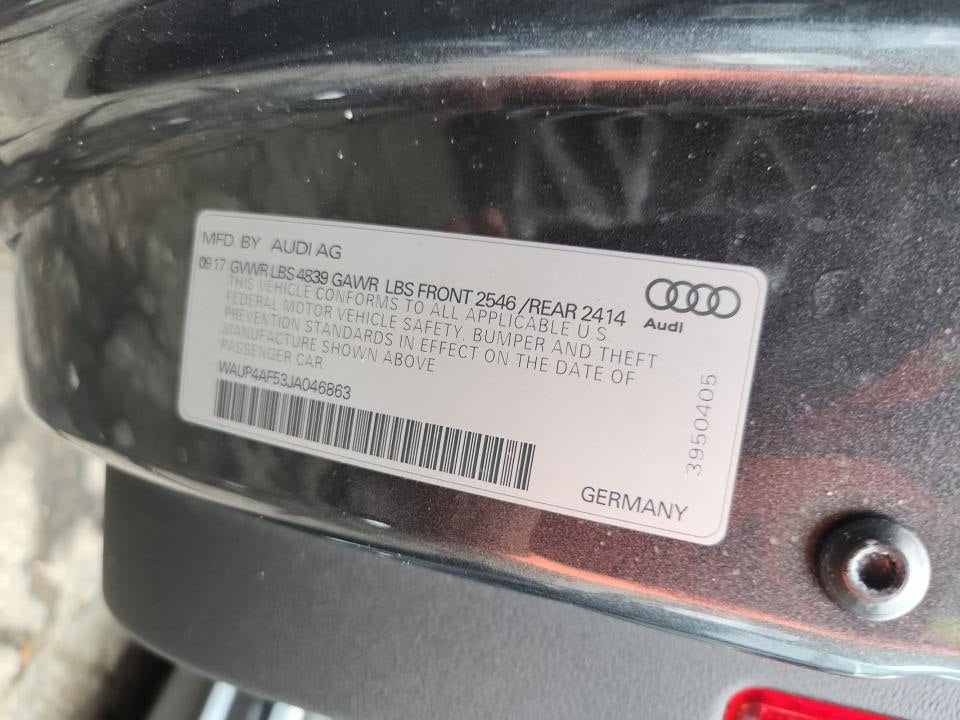 MFD. BY AUDI AG
09 17 GVWR LBS 4839 GAWR LBS FRONT 2546 /REAR 2414
THIS VEHICLE CONFORMS TO ALL APPLICABLE U.S.
FEDERAL MOTOR VEHICLE SAFETY, BUMPER AND THEFT
PREVENTION STANDARDS IN EFFECT ON THE DATE OF
MANUFACTURE SHOWN ABOVE
PASSENGER CAR
WAUP4AF53JA046863
Audi
3950405
GERMANY